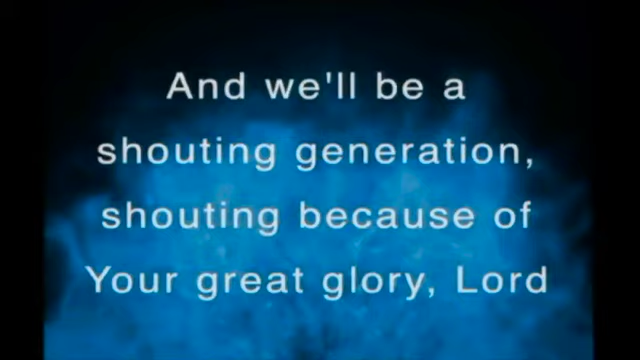 And we'll be a
shouting generation,
shouting because of
Your great glory, Lord